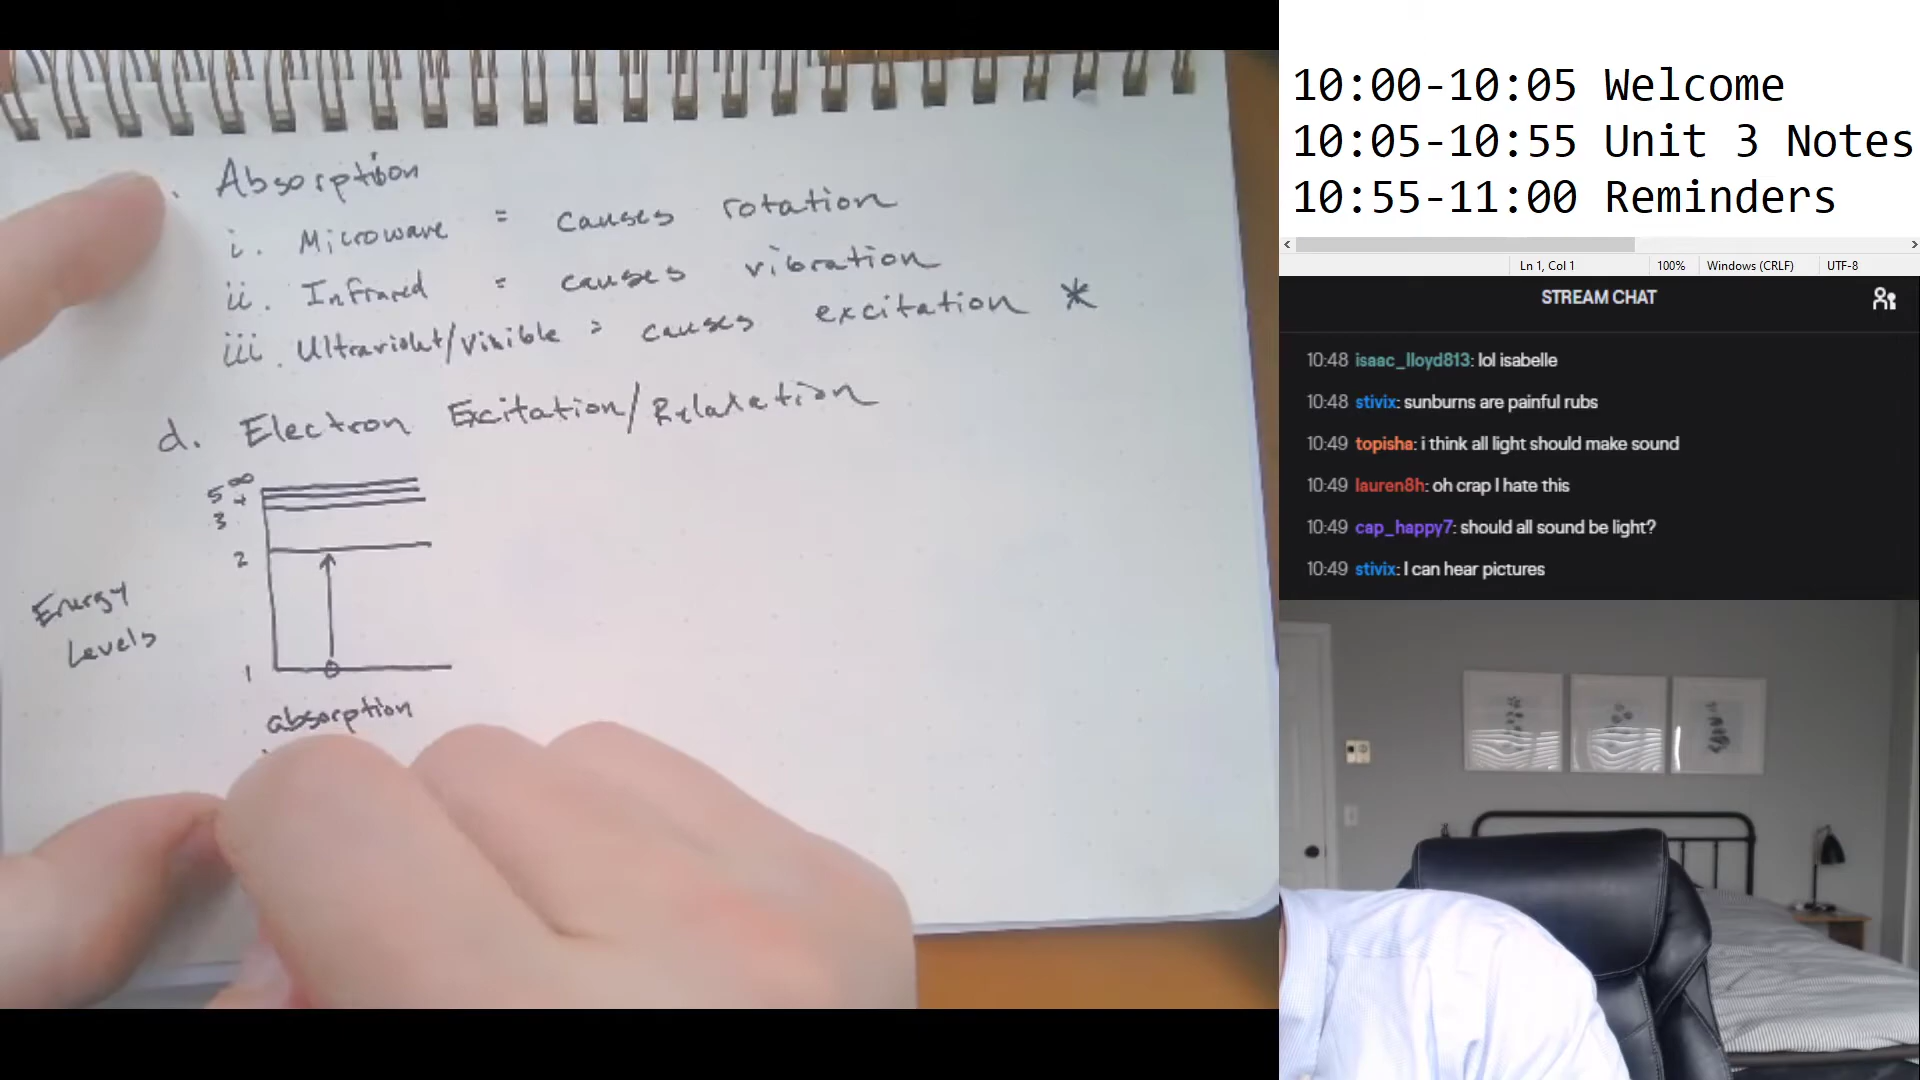 Absorption
i. Microwave = causes rotation
ii. Infrared = causes vibration
iii. Ultraviolet/Visible = causes excitation *
d. Electron Excitation/Relaxation
∞
5
4
3
2
Energy
Levels
1
absorption
10:00-10:05 Welcome
10:05-10:55 Unit 3 Notes
10:55-11:00 Reminders
Ln 1, Col 1 100% Windows (CRLF) UTF-8
STREAM CHAT
10:48 isaac_lloyd813: lol isabelle
10:48 stivix: sunburns are painful rubs
10:49 topisha: i think all light should make sound
10:49 lauren8h: oh crap I hate this
10:49 cap_happy7: should all sound be light?
10:49 stivix: I can hear pictures